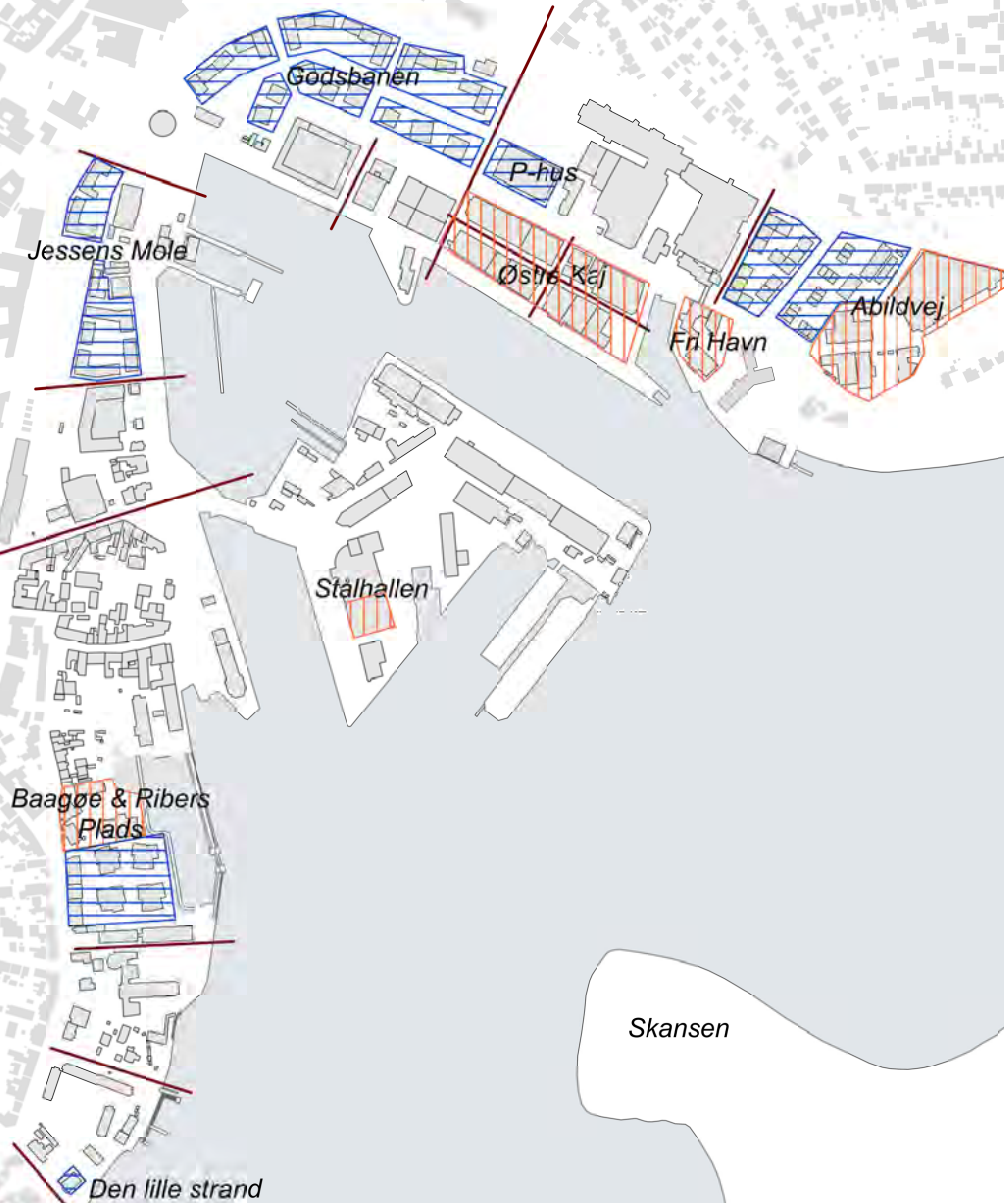 Godsbanen
P-hus
Jessens Mole
Østre Kaj
Abildvej
Fri Havn
Stålhallen
Baagøe & Ribers
Plads
Skansen
Den lille strand